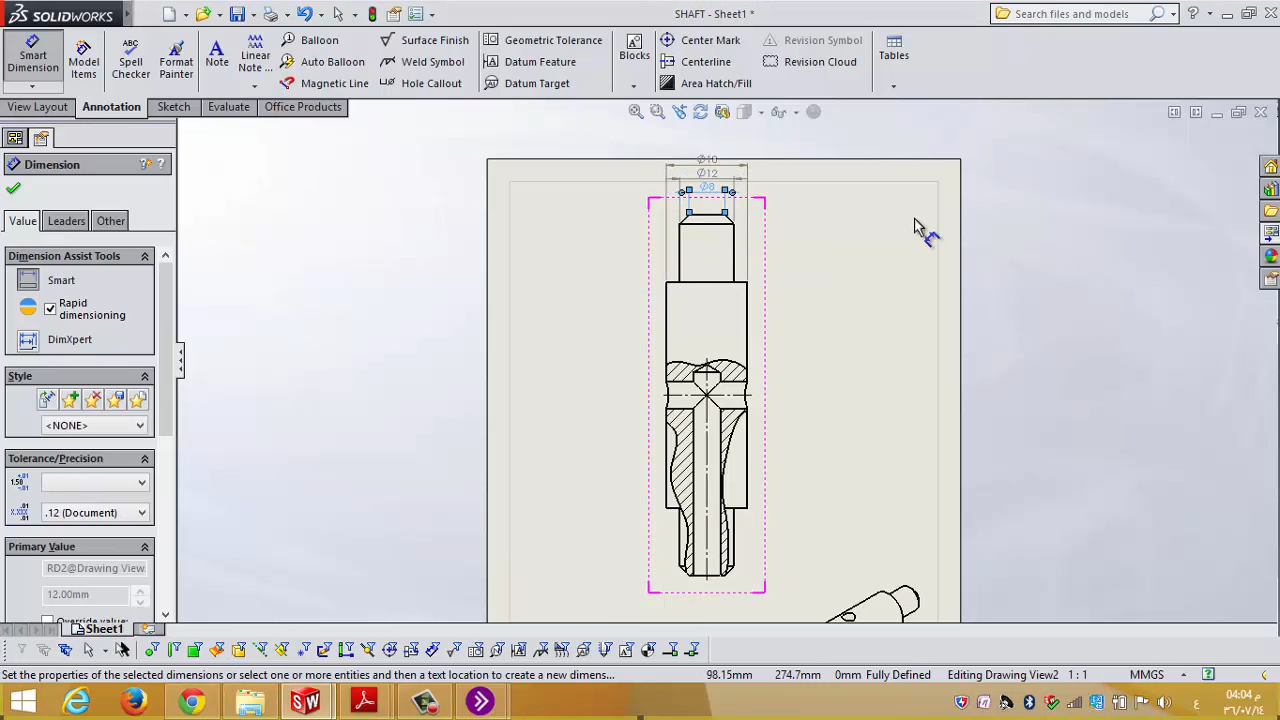 SOLIDWORKS
SHAFT - Sheet1 *
Search files and models
Smart Dimension
Model Items
Spell Checker
Format Painter
Note
Linear Note ...
Balloon
Auto Balloon
Magnetic Line
Surface Finish
Weld Symbol
Hole Callout
Geometric Tolerance
Datum Feature
Datum Target
Blocks
Center Mark
Centerline
Area Hatch/Fill
Revision Symbol
Revision Cloud
Tables
View Layout
Annotation
Sketch
Evaluate
Office Products
Dimension
Value
Leaders
Other
Dimension Assist Tools
Smart
Rapid dimensioning
DimXpert
Style
<NONE>
Tolerance/Precision
.12 (Document)
Primary Value
RD2@Drawing View
12.00mm
Override value:
Ø12
Ø8
Sheet1
Set the properties of the selected dimensions or select one or more entities and then a text location to create a new dimens...
98.15mm
274.7mm
0mm Fully Defined
Editing Drawing View2
1 : 1
MMGS
04:04 م
٣٦/٠٧/١٤
ع